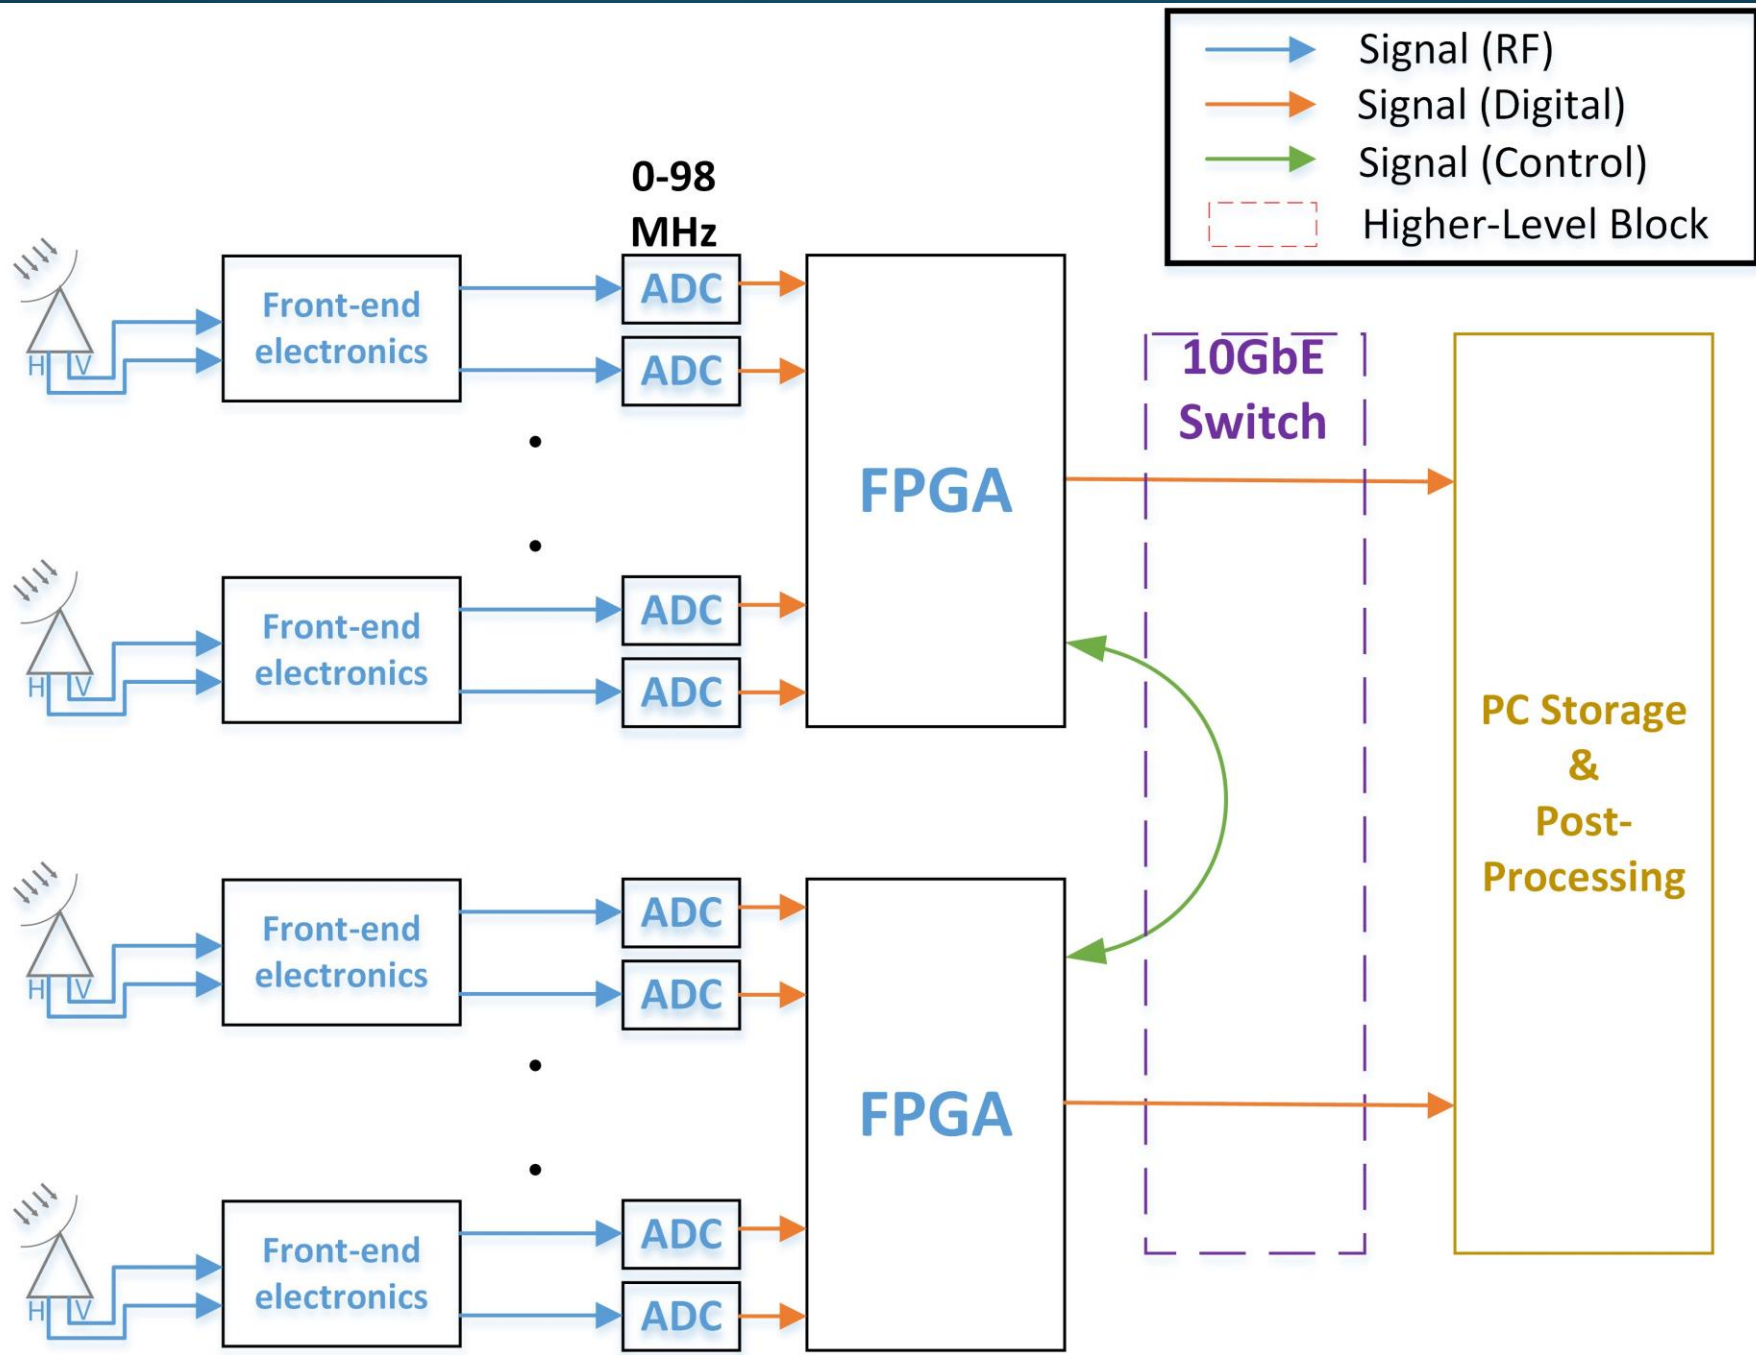 Signal (RF)
Signal (Digital)
Signal (Control)
Higher-Level Block
0-98
MHz
H V
Front-end
electronics
ADC
ADC
FPGA
10GbE
Switch
H V
Front-end
electronics
ADC
ADC
PC Storage
&
Post-
Processing
H V
Front-end
electronics
ADC
ADC
FPGA
H V
Front-end
electronics
ADC
ADC